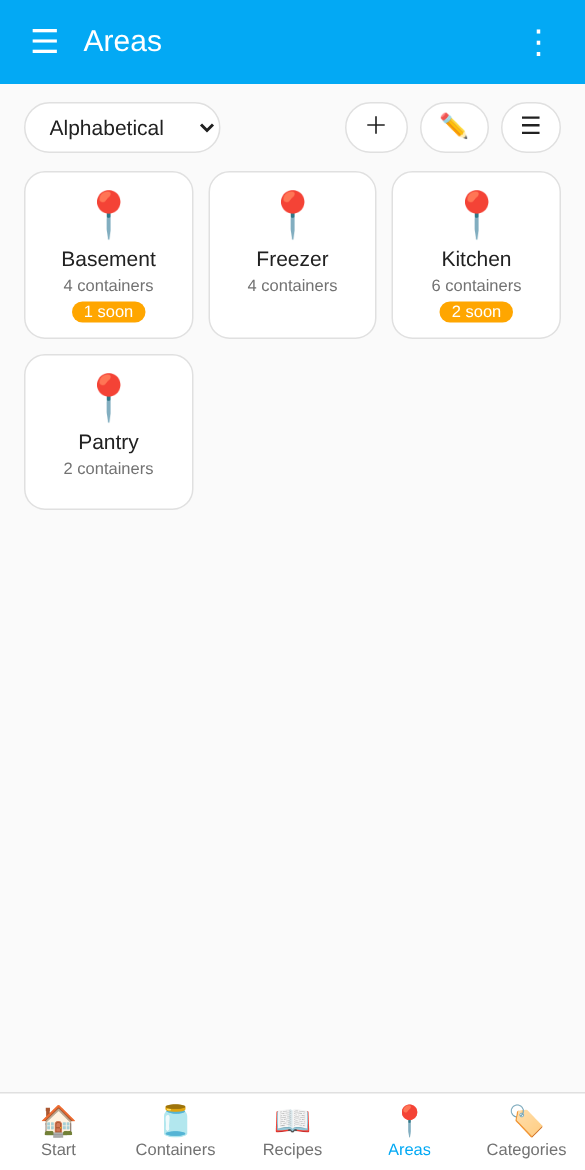 Areas
Alphabetical
Basement
4 containers
1 soon
Freezer
4 containers
Kitchen
6 containers
2 soon
Pantry
2 containers
Start
Containers
Recipes
Areas
Categories